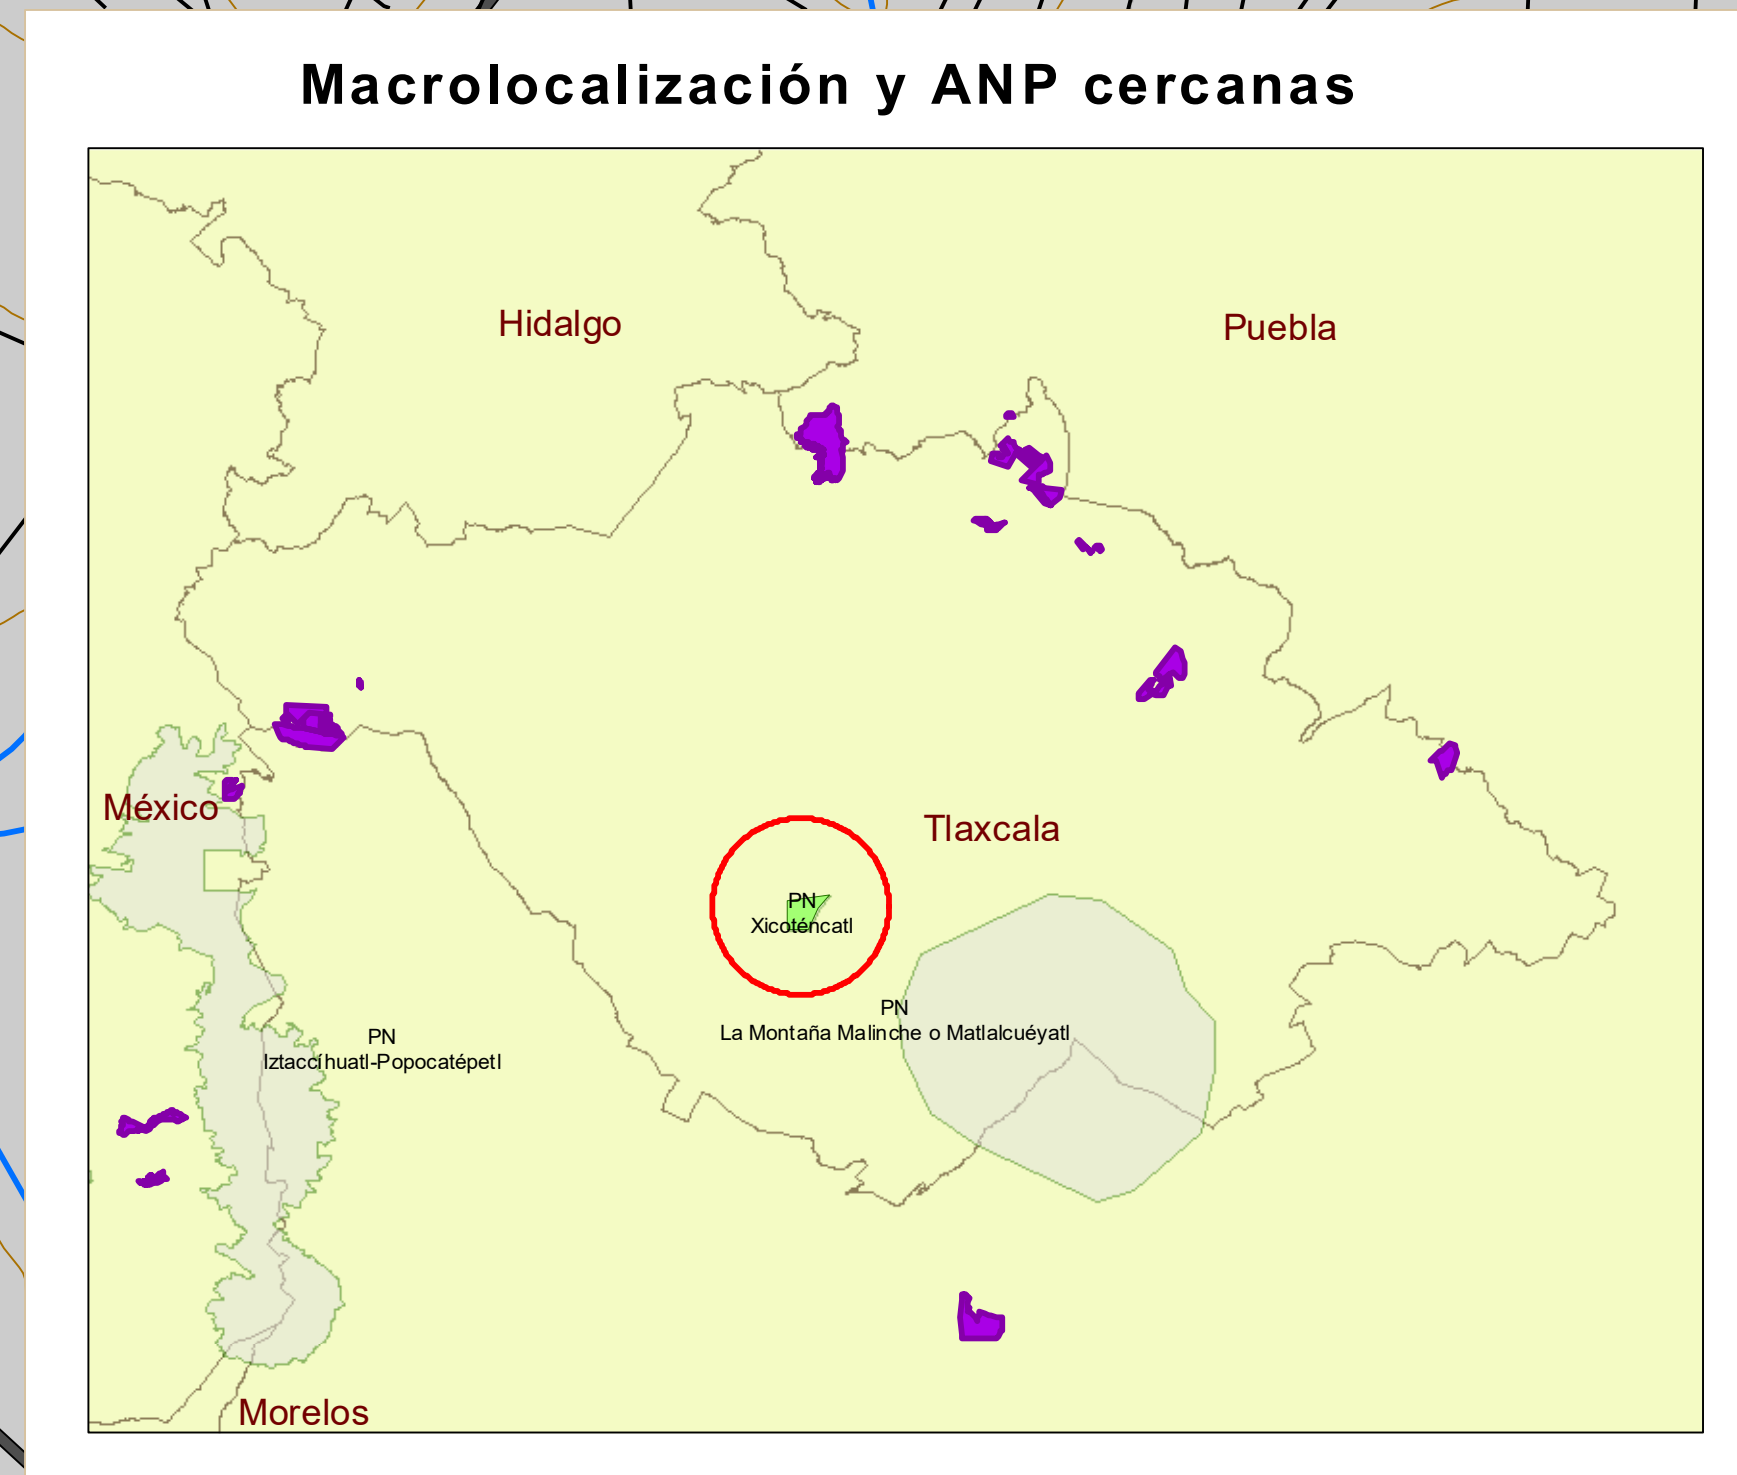 Macrolocalización y ANP cercanas
Hidalgo
Puebla
México
Tlaxcala
PN
Xicoténcatl
PN
La Montaña Malinche o Matlalcuéyatl
PN
Iztaccíhuatl-Popocatépetl
Morelos